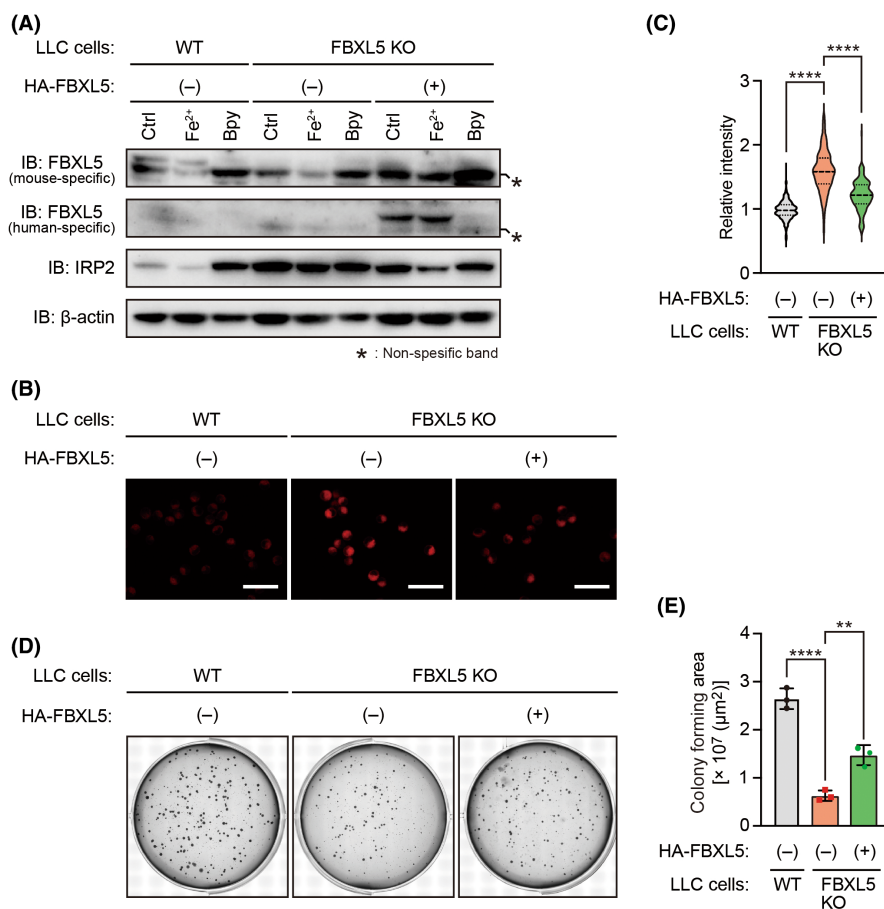 (A)
LLC cells: WT FBXL5 KO
HA-FBXL5: (–) (–) (+)
Ctrl Fe²⁺ Bpy Ctrl Fe²⁺ Bpy Ctrl Fe²⁺ Bpy
IB: FBXL5
(mouse-specific) *
IB: FBXL5
(human-specific) *
IB: IRP2
IB: β-actin
* : Non-spesific band
(B)
LLC cells: WT FBXL5 KO
HA-FBXL5: (–) (–) (+)
(C)
**** ****
Relative intensity
3
2
1
0
HA-FBXL5: (–) (–) (+)
LLC cells: WT FBXL5
KO
(D)
LLC cells: WT FBXL5 KO
HA-FBXL5: (–) (–) (+)
(E)
**** **
Colony forming area
[× 10⁷ (μm²)]
4
3
2
1
0
HA-FBXL5: (–) (–) (+)
LLC cells: WT FBXL5
KO